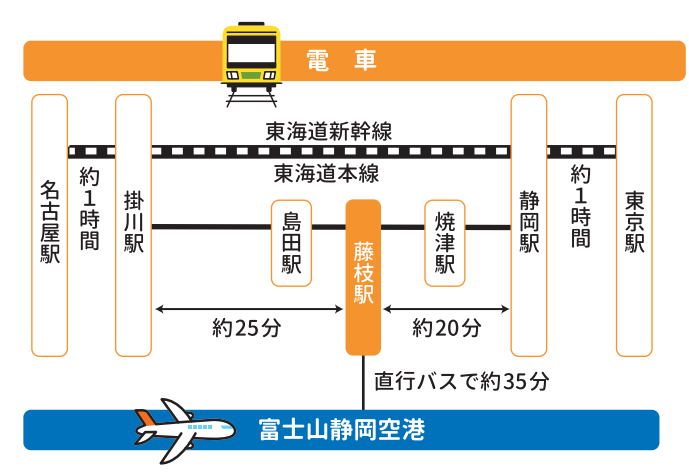 電 車
東海道新幹線
東海道本線
名古屋駅
約1時間
掛川駅
島田駅
藤枝駅
焼津駅
静岡駅
約1時間
東京駅
約25分
約20分
直行バスで約35分
富士山静岡空港